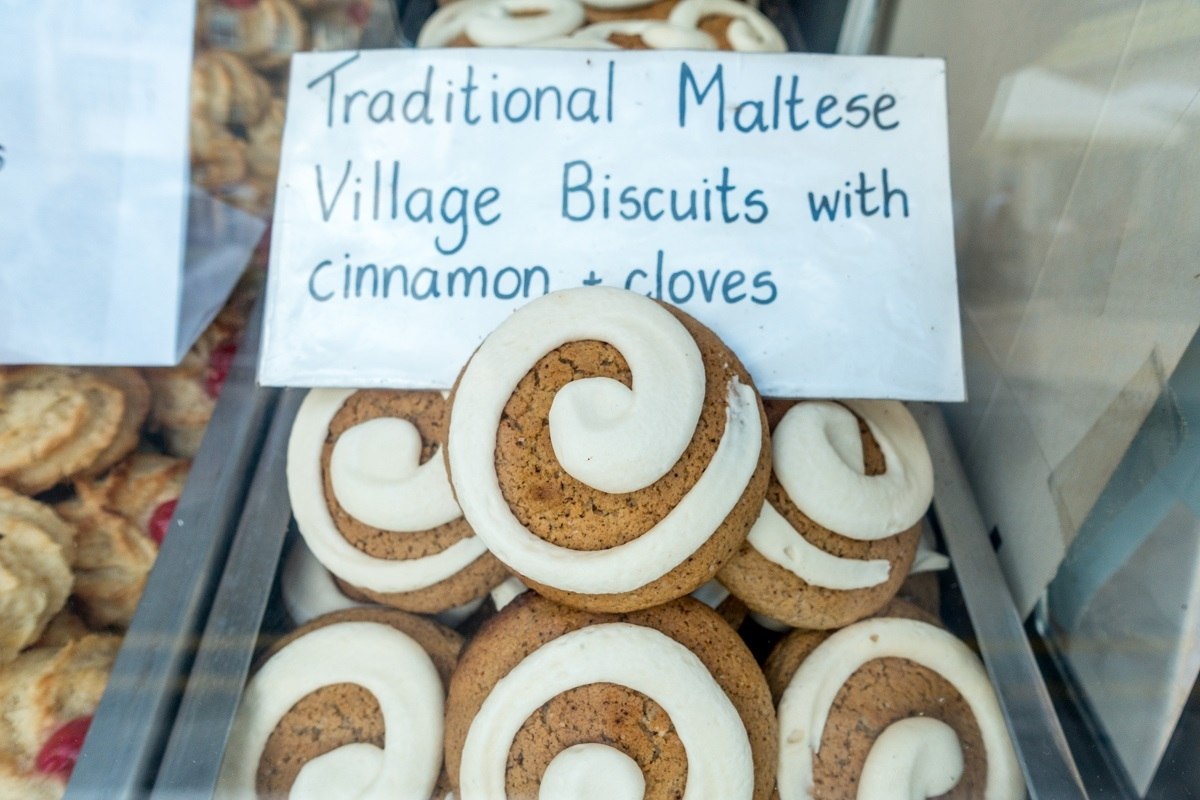 Traditional Maltese
Village Biscuits with
cinnamon + cloves